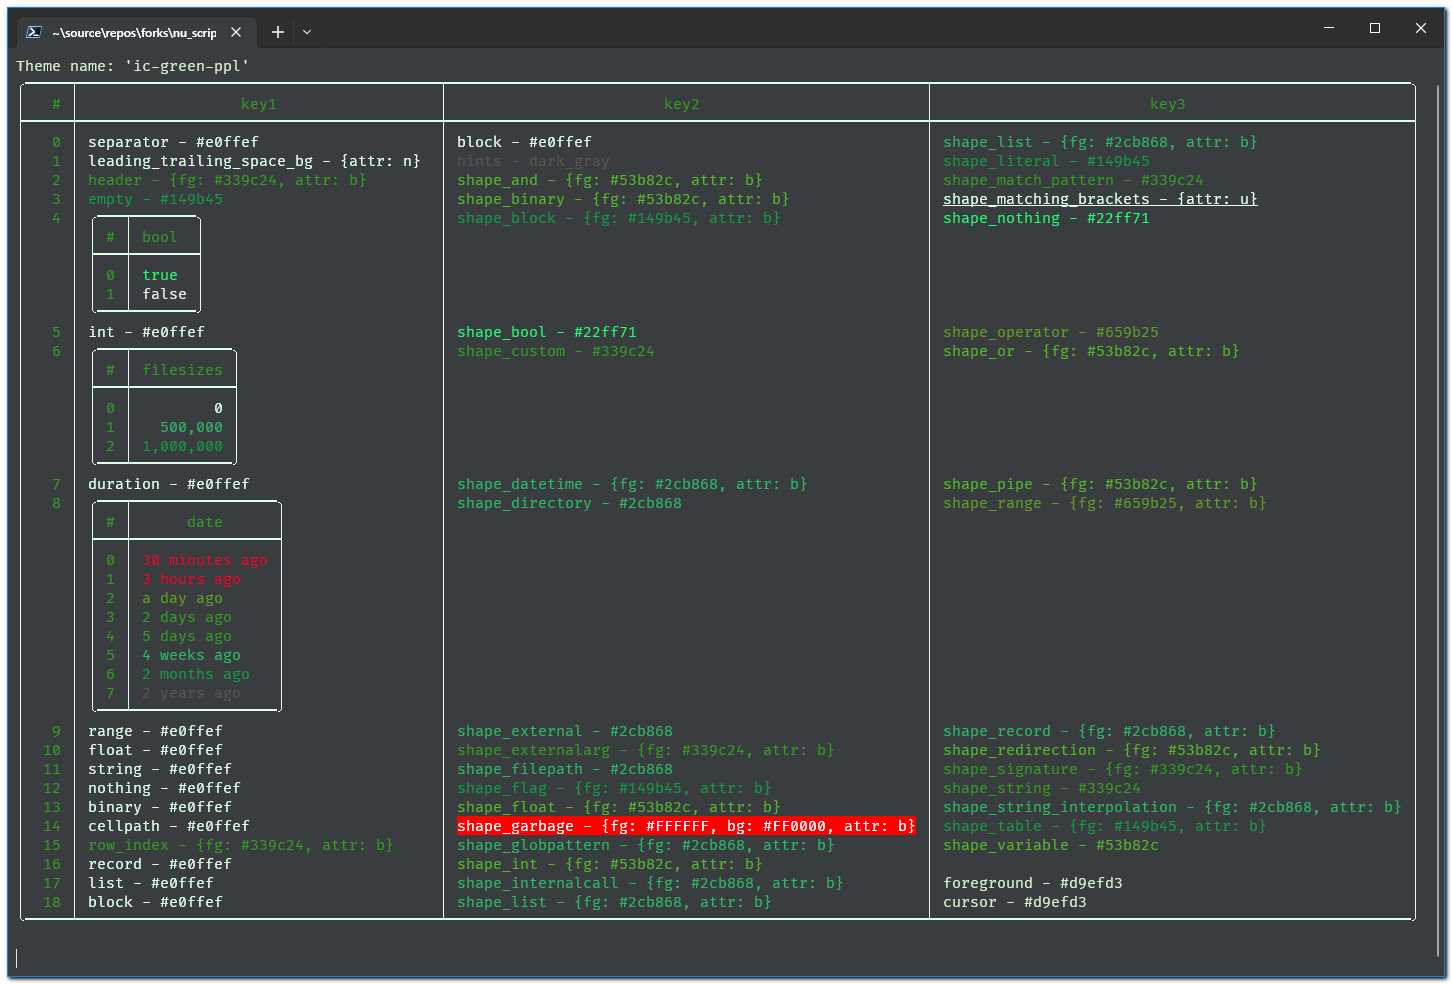 ~\source\repos\forks\nu_scrip
Theme name: 'ic-green-ppl'
# key1 key2 key3
0 separator - #e0ffef block - #e0ffef shape_list - {fg: #2cb868, attr: b}
1 leading_trailing_space_bg - {attr: n} hints - dark_gray shape_literal - #149b45
2 header - {fg: #339c24, attr: b} shape_and - {fg: #53b82c, attr: b} shape_match_pattern - #339c24
3 empty - #149b45 shape_binary - {fg: #53b82c, attr: b} shape_matching_brackets - {attr: u}
4 shape_block - {fg: #149b45, attr: b} shape_nothing - #22ff71
# bool
0 true
1 false
5 int - #e0ffef shape_bool - #22ff71 shape_operator - #659b25
6 shape_custom - #339c24 shape_or - {fg: #53b82c, attr: b}
# filesizes
0 0
1 500,000
2 1,000,000
7 duration - #e0ffef shape_datetime - {fg: #2cb868, attr: b} shape_pipe - {fg: #53b82c, attr: b}
8 shape_directory - #2cb868 shape_range - {fg: #659b25, attr: b}
# date
0 30 minutes ago
1 3 hours ago
2 a day ago
3 2 days ago
4 5 days ago
5 4 weeks ago
6 2 months ago
7 2 years ago
9 range - #e0ffef shape_external - #2cb868 shape_record - {fg: #2cb868, attr: b}
10 float - #e0ffef shape_externalarg - {fg: #339c24, attr: b} shape_redirection - {fg: #53b82c, attr: b}
11 string - #e0ffef shape_filepath - #2cb868 shape_signature - {fg: #339c24, attr: b}
12 nothing - #e0ffef shape_flag - {fg: #149b45, attr: b} shape_string - #339c24
13 binary - #e0ffef shape_float - {fg: #53b82c, attr: b} shape_string_interpolation - {fg: #2cb868, attr: b}
14 cellpath - #e0ffef shape_garbage - {fg: #FFFFFF, bg: #FF0000, attr: b} shape_table - {fg: #149b45, attr: b}
15 row_index - {fg: #339c24, attr: b} shape_globpattern - {fg: #2cb868, attr: b} shape_variable - #53b82c
16 record - #e0ffef shape_int - {fg: #53b82c, attr: b}
17 list - #e0ffef shape_internalcall - {fg: #2cb868, attr: b} foreground - #d9efd3
18 block - #e0ffef shape_list - {fg: #2cb868, attr: b} cursor - #d9efd3